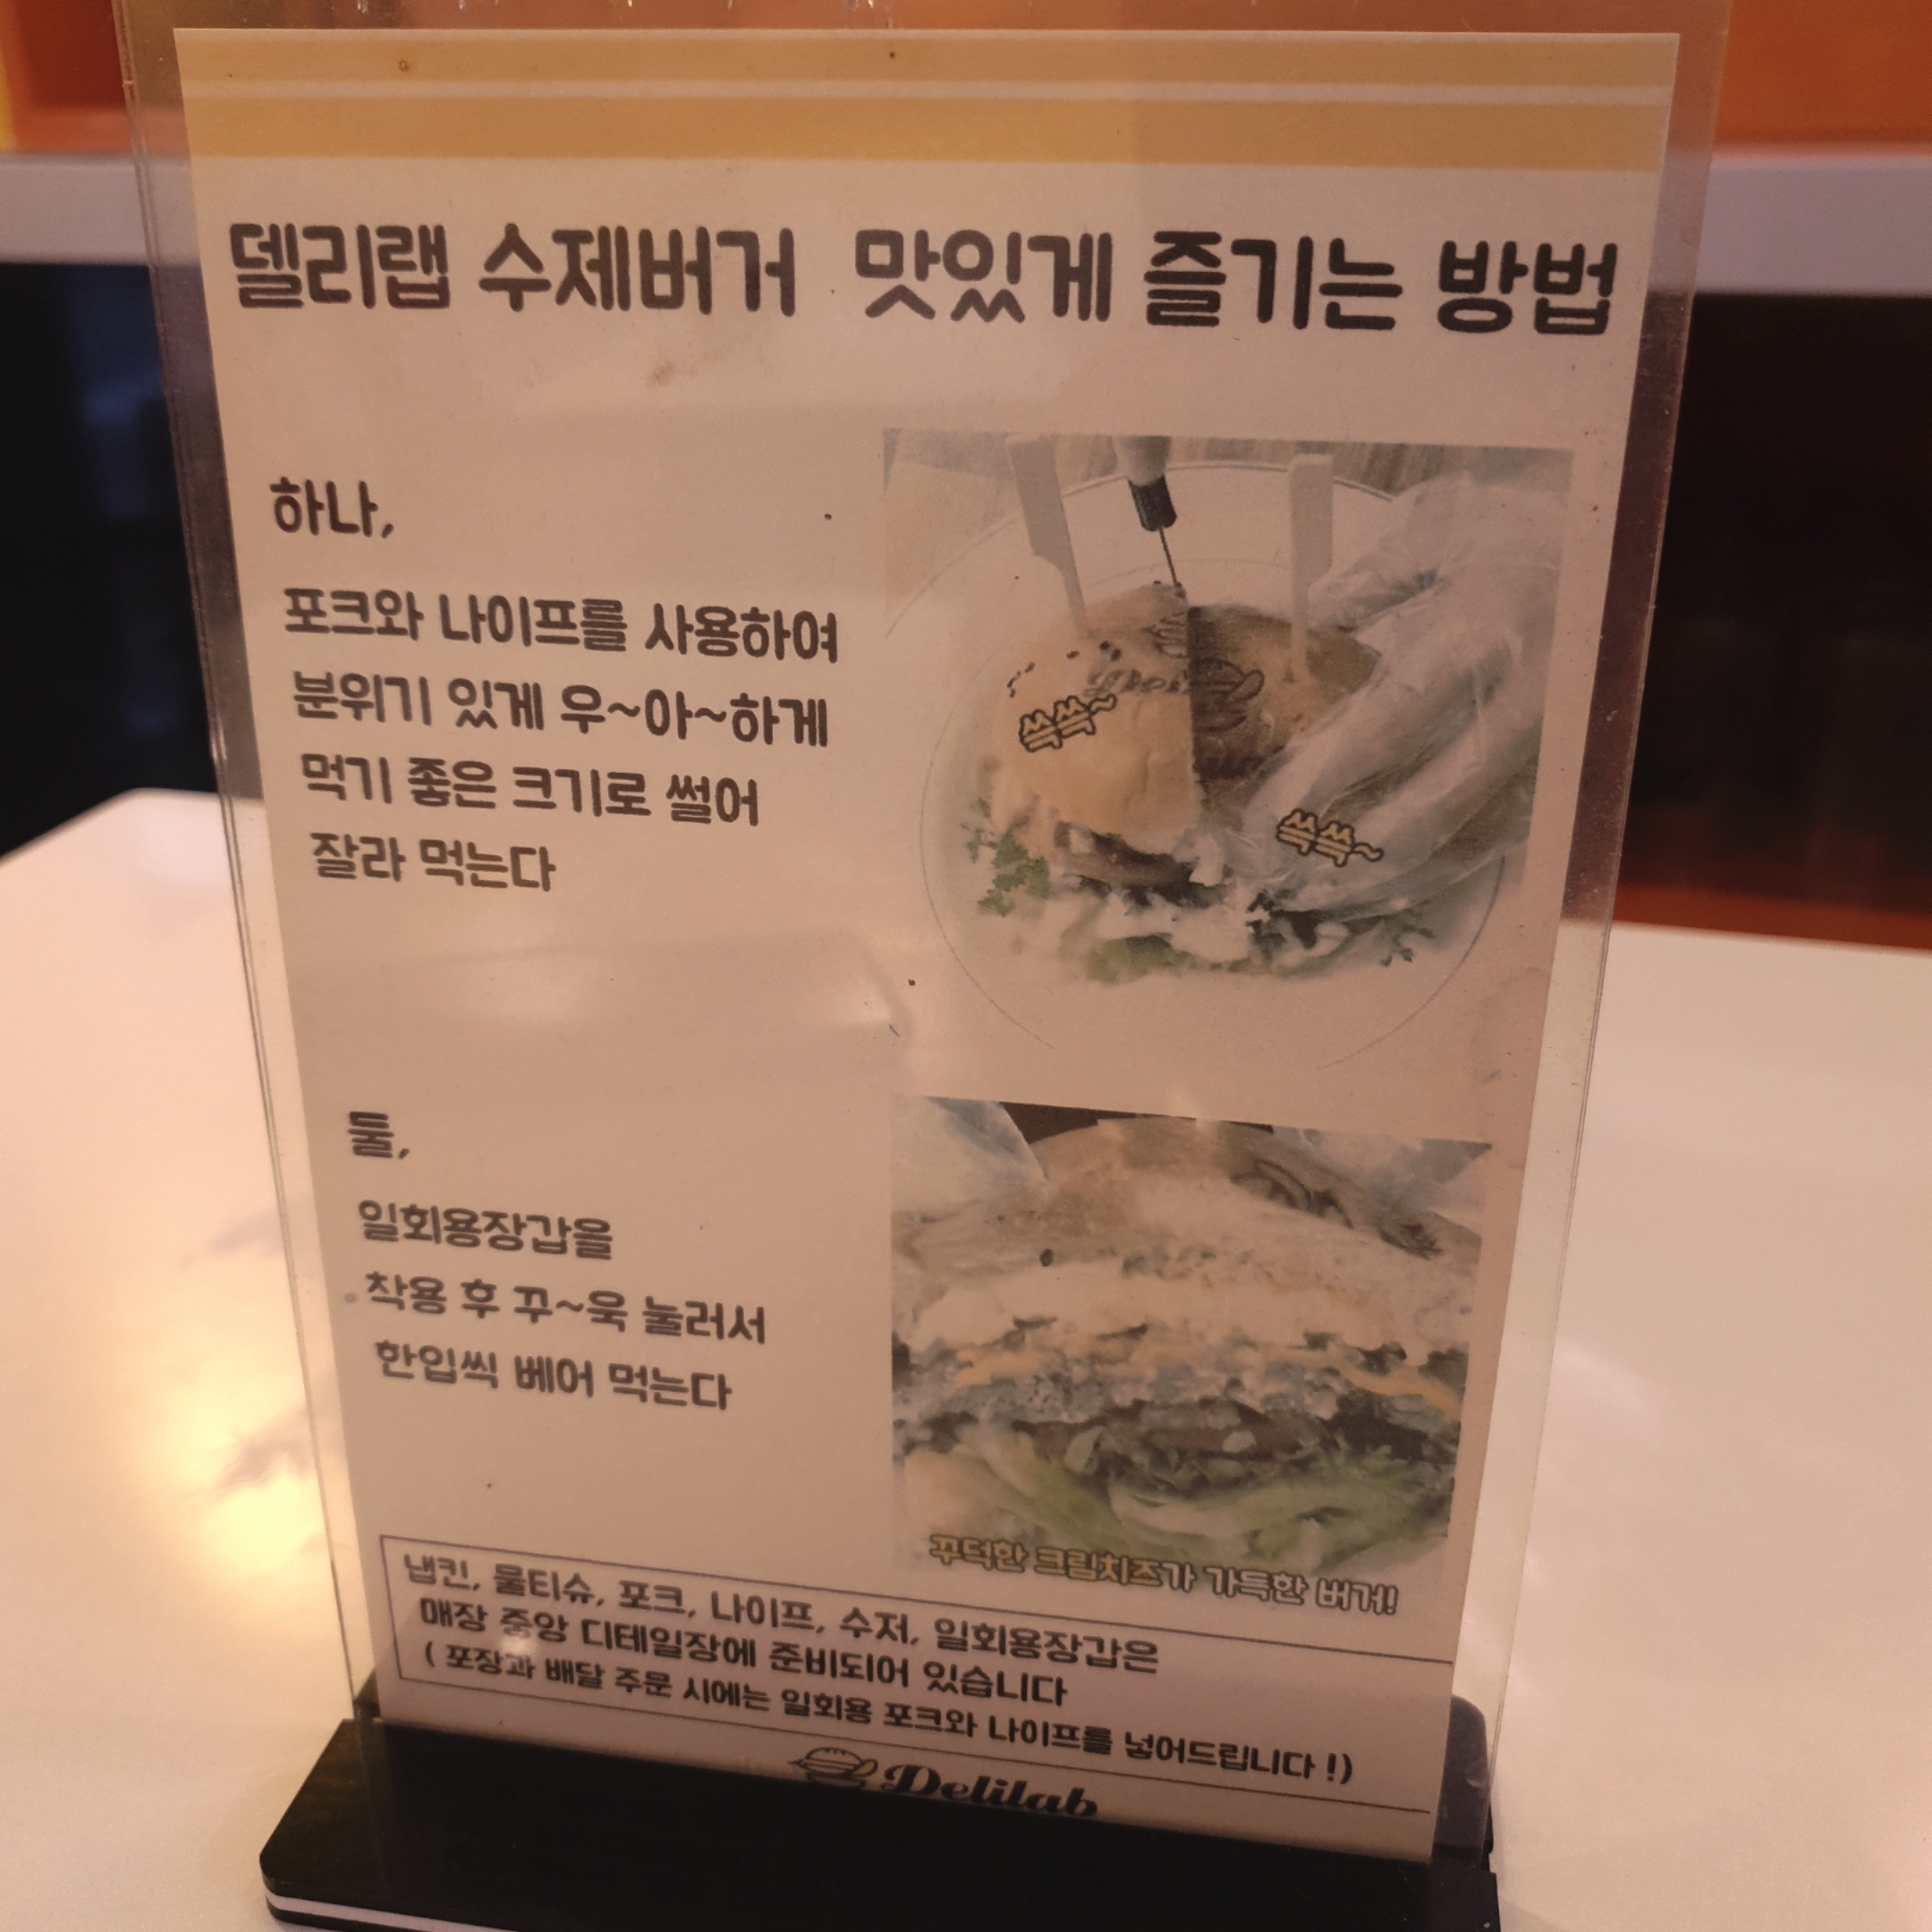 델리랩 수제버거 맛있게 즐기는 방법
하나,
포크와 나이프를 사용하여
분위기 있게 우~아~하게
먹기 좋은 크기로 썰어
잘라 먹는다
쓱쓱~
쓱쓱~
둘,
일회용장갑을
착용 후 꾸~욱 눌러서
한입씩 베어 먹는다
꾸덕한 크림치즈가 가득한 버거!
냅킨, 물티슈, 포크, 나이프, 수저, 일회용장갑은
매장 중앙 디테일장에 준비되어 있습니다
( 포장과 배달 주문 시에는 일회용 포크와 나이프를 넣어드립니다 !)
Delilab